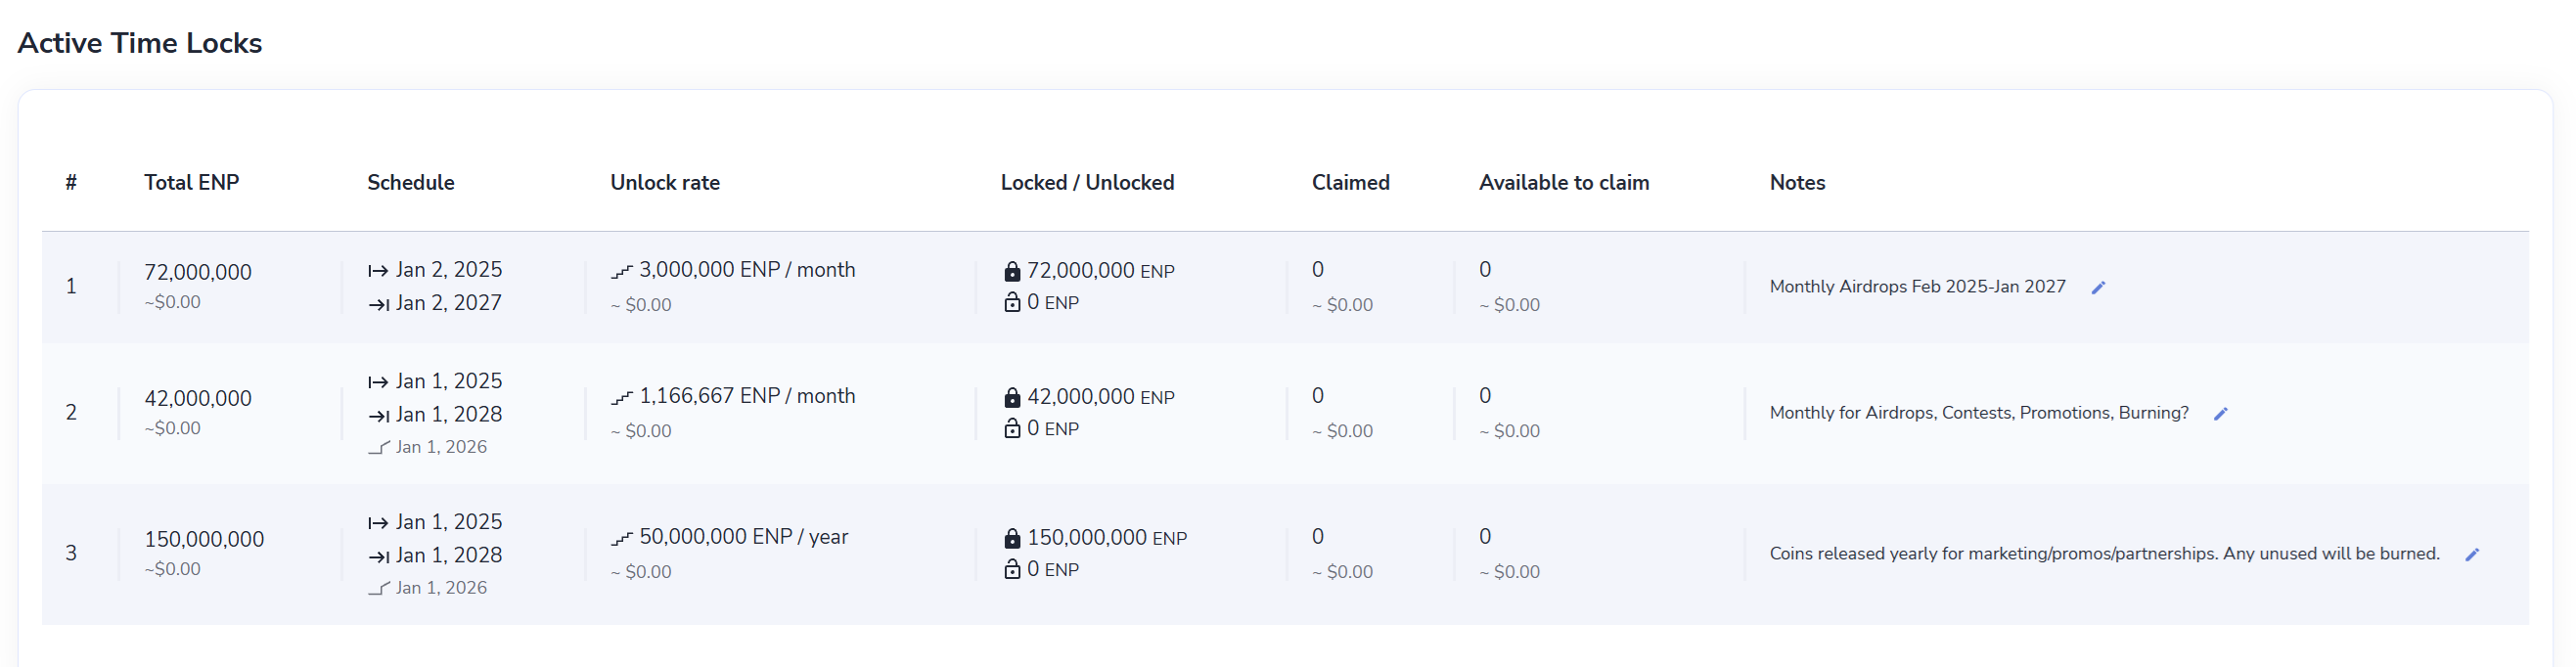 Active Time Locks
# Total ENP Schedule Unlock rate Locked / Unlocked Claimed Available to claim Notes
1 72,000,000 ~$0.00 Jan 2, 2025 Jan 2, 2027 3,000,000 ENP / month ~ $0.00 72,000,000 ENP 0 ENP 0 ~ $0.00 0 ~ $0.00 Monthly Airdrops Feb 2025-Jan 2027
2 42,000,000 ~$0.00 Jan 1, 2025 Jan 1, 2028 Jan 1, 2026 1,166,667 ENP / month ~ $0.00 42,000,000 ENP 0 ENP 0 ~ $0.00 0 ~ $0.00 Monthly for Airdrops, Contests, Promotions, Burning?
3 150,000,000 ~$0.00 Jan 1, 2025 Jan 1, 2028 Jan 1, 2026 50,000,000 ENP / year ~ $0.00 150,000,000 ENP 0 ENP 0 ~ $0.00 0 ~ $0.00 Coins released yearly for marketing/promos/partnerships. Any unused will be burned.